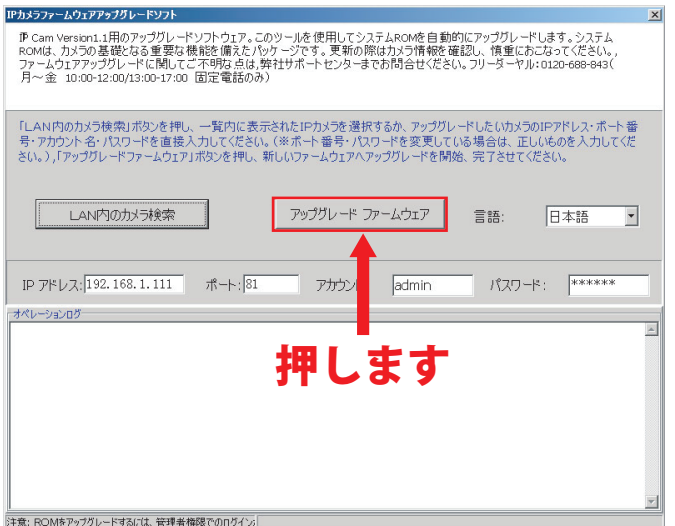 IPカメラファームウェアアップグレードソフト
IP Cam Version1.1用のアップグレードソフトウェア。このツールを使用してシステムROMを自動的にアップグレードします。システム
ROMは、カメラの基礎となる重要な機能を備えたパッケージです。更新の際はカメラ情報を確認し、慎重におこなってください。,
ファームウェアアップグレードに関してご不明な点は,弊社サポートセンターまでお問合せください。フリーダーヤル:0120-688-843(
月～金 10:00-12:00/13:00-17:00 固定電話のみ)
「LAN内のカメラ検索」ボタンを押し、一覧内に表示されたIPカメラを選択するか、アップグレードしたいカメラのIPアドレス・ポート番
号・アカウント名・パスワードを直接入力してください。(※ポート番号・パスワードを変更している場合は、正しいものを入力してくだ
さい。),「アップグレードファームウェア」ボタンを押し、新しいファームウェアへアップグレードを開始、完了させてください。
LAN内のカメラ検索 アップグレード ファームウェア 言語: 日本語
IP アドレス: 192.168.1.111 ポート: 81 アカウン admin パスワード: ******
オペレーションログ
押します
注意: ROMをアップグレードするには、管理者権限でのログイン